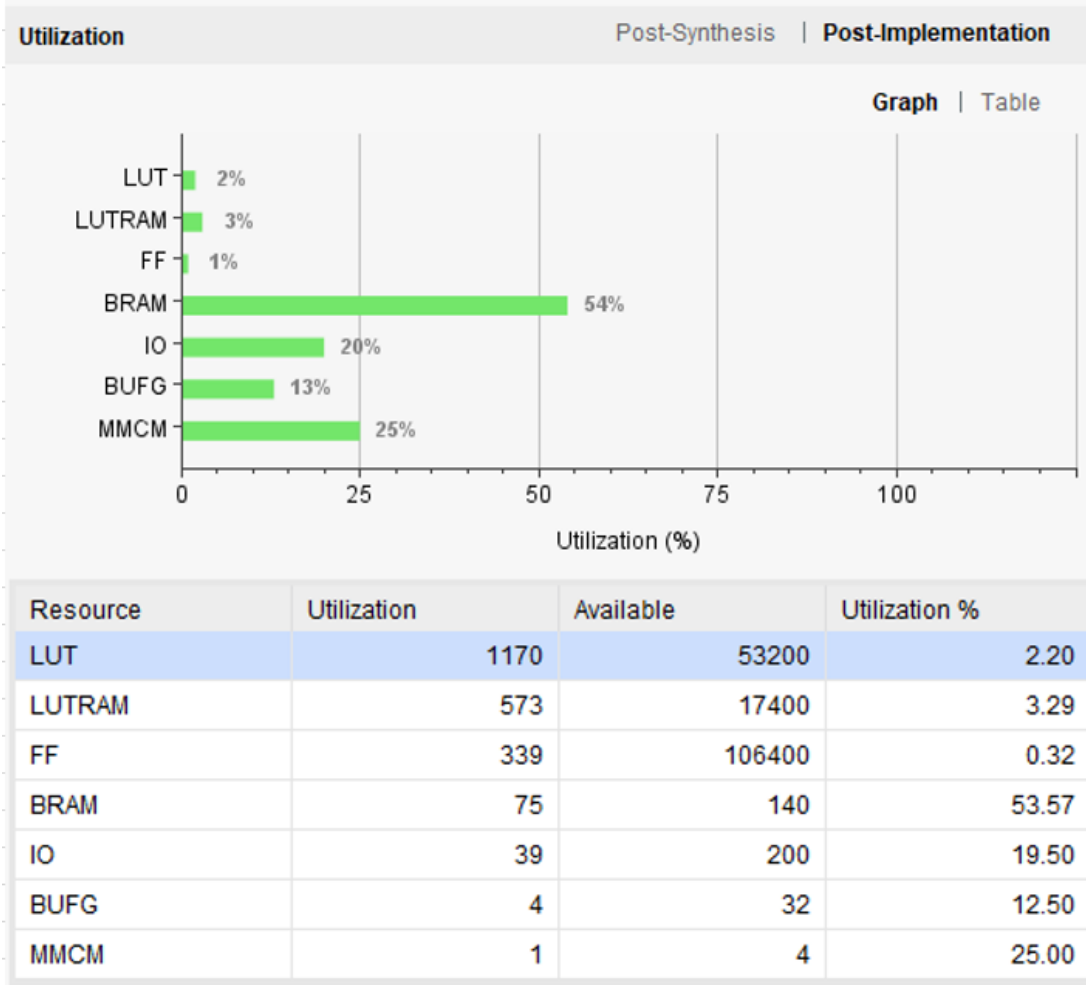 Utilization Post-Synthesis | Post-Implementation
Graph | Table
LUT 2%
LUTRAM 3%
FF 1%
BRAM 54%
IO 20%
BUFG 13%
MMCM 25%
0 25 50 75 100
Utilization (%)
Resource Utilization Available Utilization %
LUT 1170 53200 2.20
LUTRAM 573 17400 3.29
FF 339 106400 0.32
BRAM 75 140 53.57
IO 39 200 19.50
BUFG 4 32 12.50
MMCM 1 4 25.00